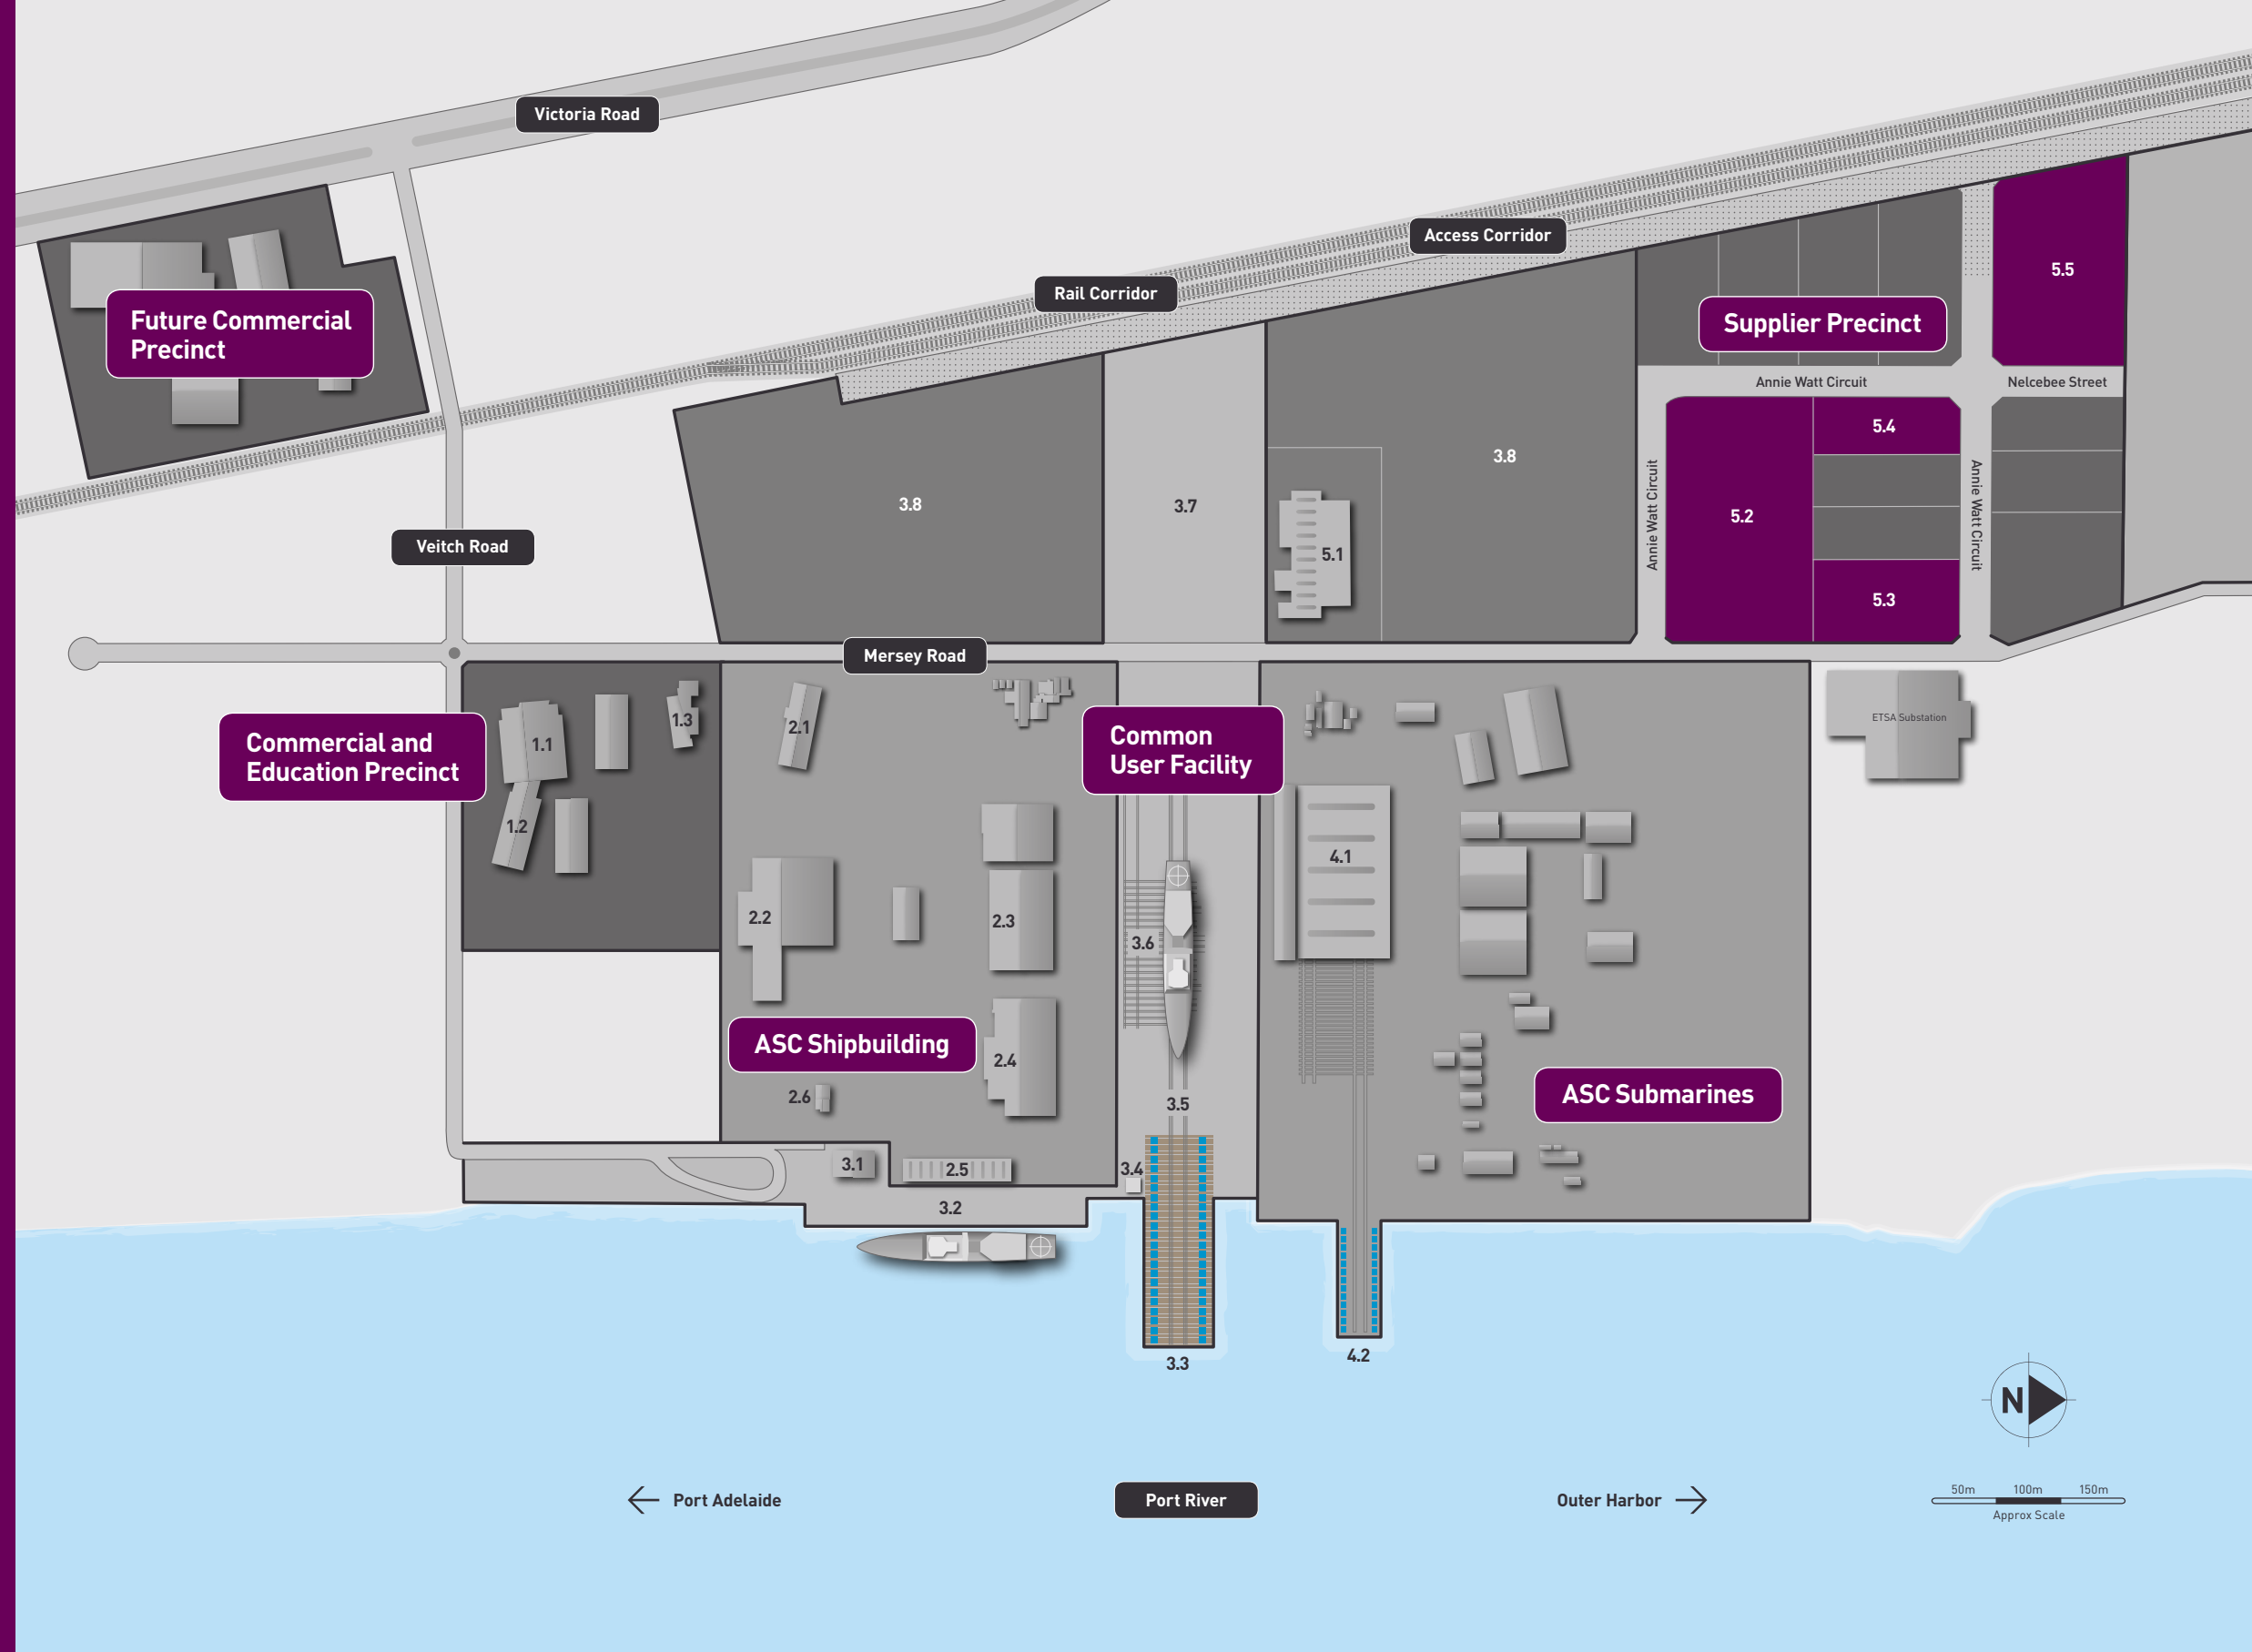 Victoria Road
Access Corridor
Rail Corridor
5.5
Future Commercial
Precinct
Supplier Precinct
Annie Watt Circuit
Nelcebee Street
5.4
3.8
3.8
3.7
Annie Watt Circuit
5.2
Annie Watt Circuit
Veitch Road
5.1
5.3
Mersey Road
1.3
2.1
ETSA Substation
Commercial and
Education Precinct
1.1
Common
User Facility
1.2
4.1
2.2
2.3
3.6
ASC Shipbuilding
2.4
2.6
3.5
ASC Submarines
3.1
2.5
3.4
3.2
3.3
4.2
N
Port Adelaide
Port River
Outer Harbor
50m 100m 150m
Approx Scale